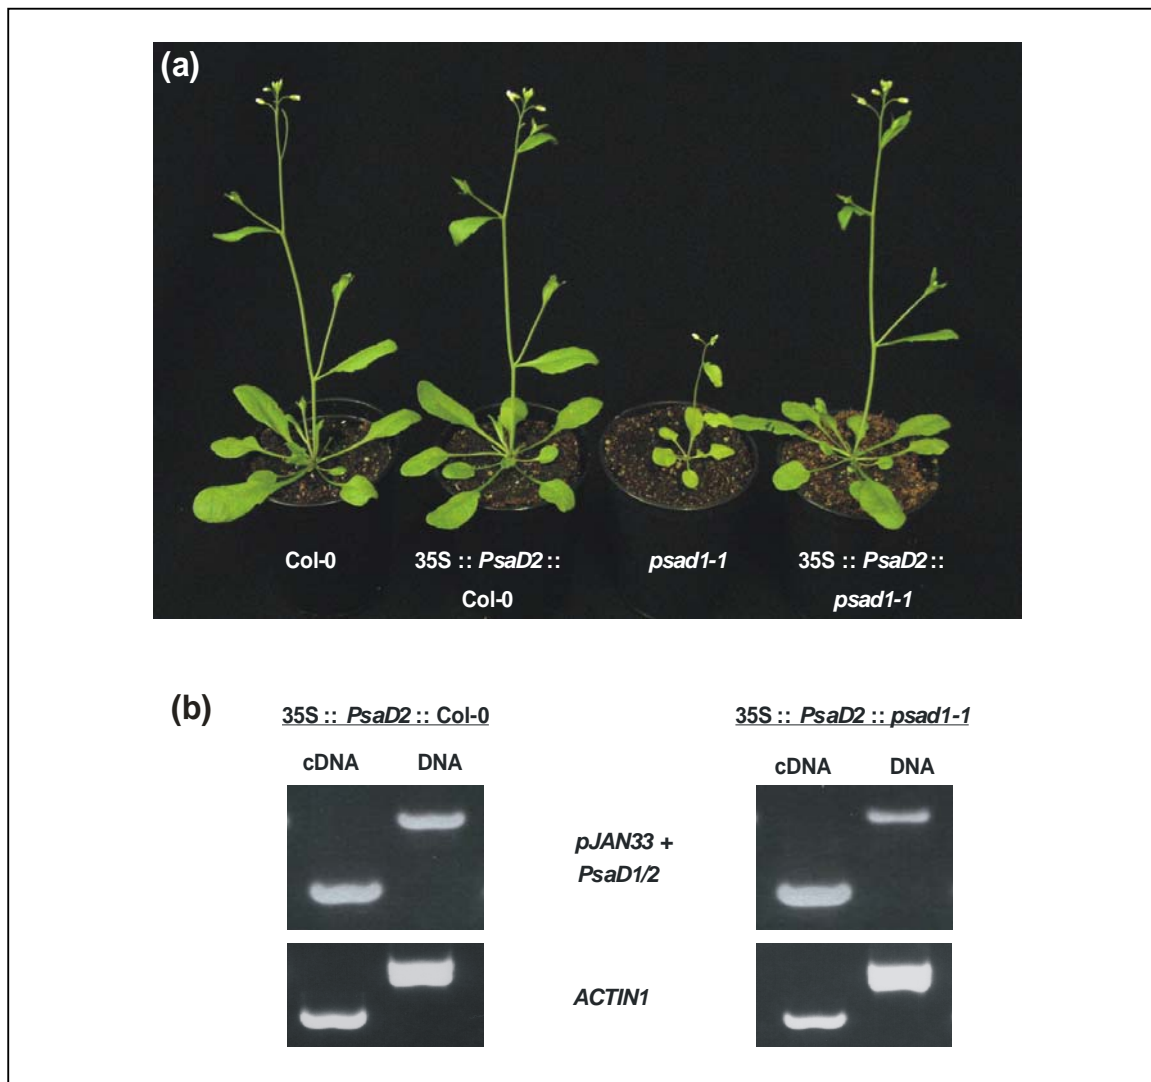 (a)
Col-0
35S :: PsaD2 ::
Col-0
psad1-1
35S :: PsaD2 ::
psad1-1
(b)
35S :: PsaD2 :: Col-0
35S :: PsaD2 :: psad1-1
cDNA DNA
cDNA DNA
pJAN33 +
PsaD1/2
ACTIN1